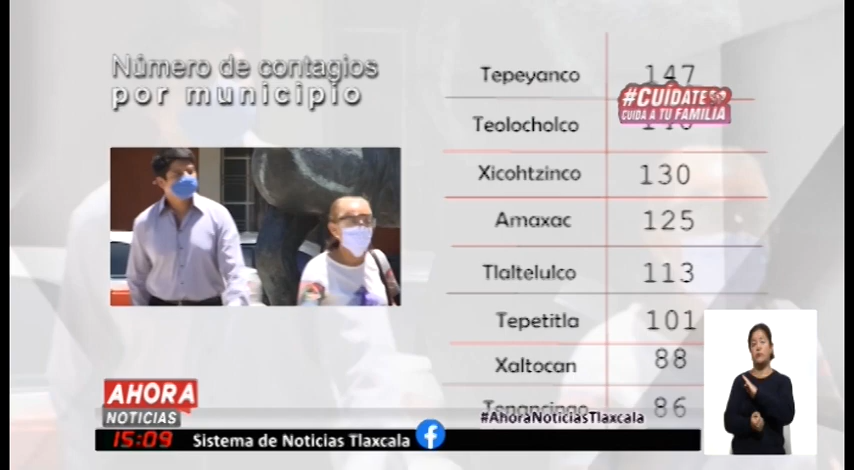 Número de contagios
por municipio
Tepeyanco 147
#CUÍDATE
CUIDA A TU FAMILIA
Teolocholco
Xicohtzinco 130
Amaxac 125
Tlaltelulco 113
Tepetitla 101
Xaltocan 88
Tenancingo 86
#AhoraNoticiasTlaxcala
AHORA
NOTICIAS
15:09 Sistema de Noticias Tlaxcala